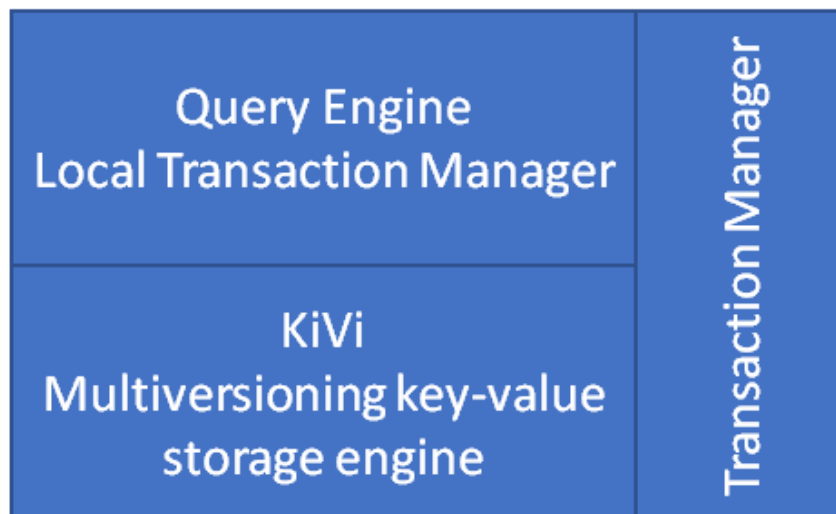 Query Engine
Local Transaction Manager
KiVi
Multiversioning key-value
storage engine
Transaction Manager